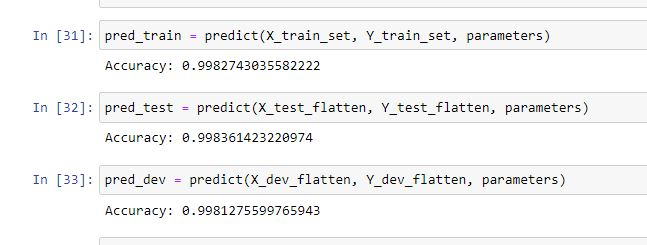 In [31]: pred_train = predict(X_train_set, Y_train_set, parameters)
Accuracy: 0.9982743035582222
In [32]: pred_test = predict(X_test_flatten, Y_test_flatten, parameters)
Accuracy: 0.998361423220974
In [33]: pred_dev = predict(X_dev_flatten, Y_dev_flatten, parameters)
Accuracy: 0.9981275599765943